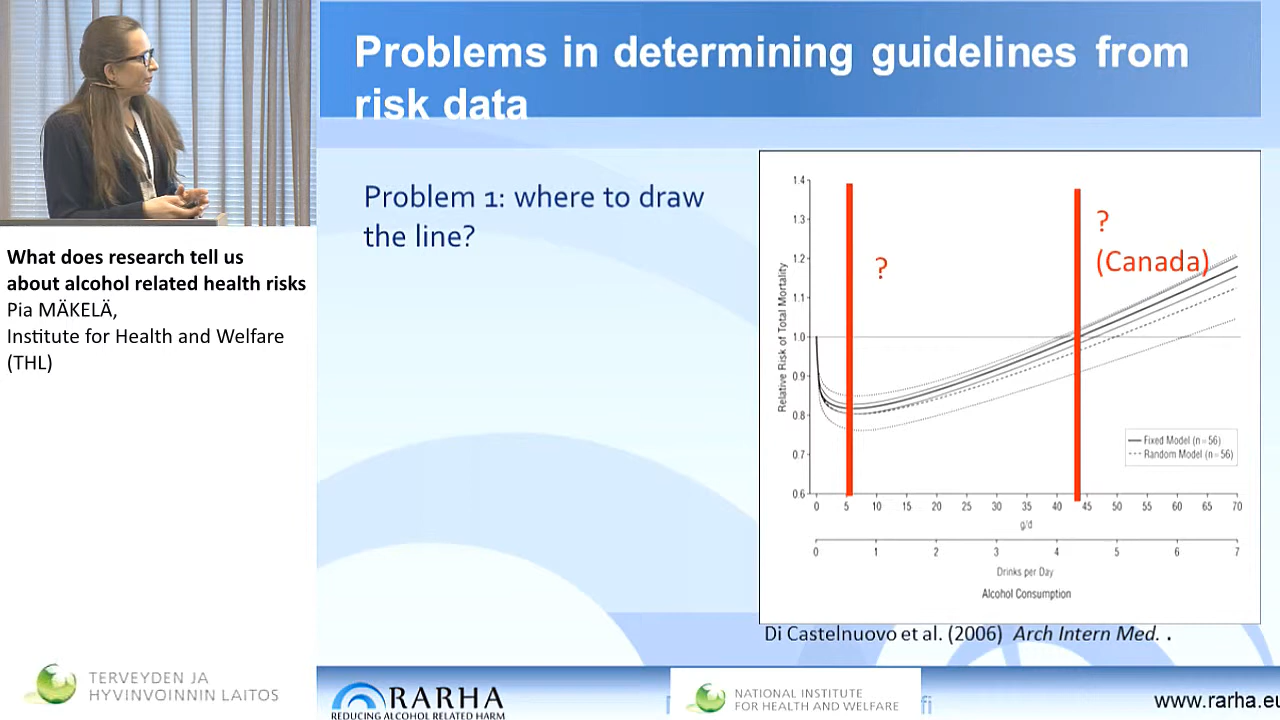 Problems in determining guidelines from
risk data
Problem 1: where to draw
the line?
What does research tell us
about alcohol related health risks
Pia MÄKELÄ,
Institute for Health and Welfare
(THL)
?
?
(Canada)
Relative Risk of Total Mortality
1.4
1.3
1.2
1.1
1.0
0.9
0.8
0.7
0.6
Fixed Model (n=56)
Random Model (n=56)
0 5 10 15 20 25 30 35 40 45 50 55 60 65 70
g/d
0 1 2 3 4 5 6 7
Drinks per Day
Alcohol Consumption
Di Castelnuovo et al. (2006) Arch Intern Med. .
TERVEYDEN JA
HYVINVOINNIN LAITOS
RARHA
REDUCING ALCOHOL RELATED HARM
NATIONAL INSTITUTE
FOR HEALTH AND WELFARE
fi
www.rarha.eu